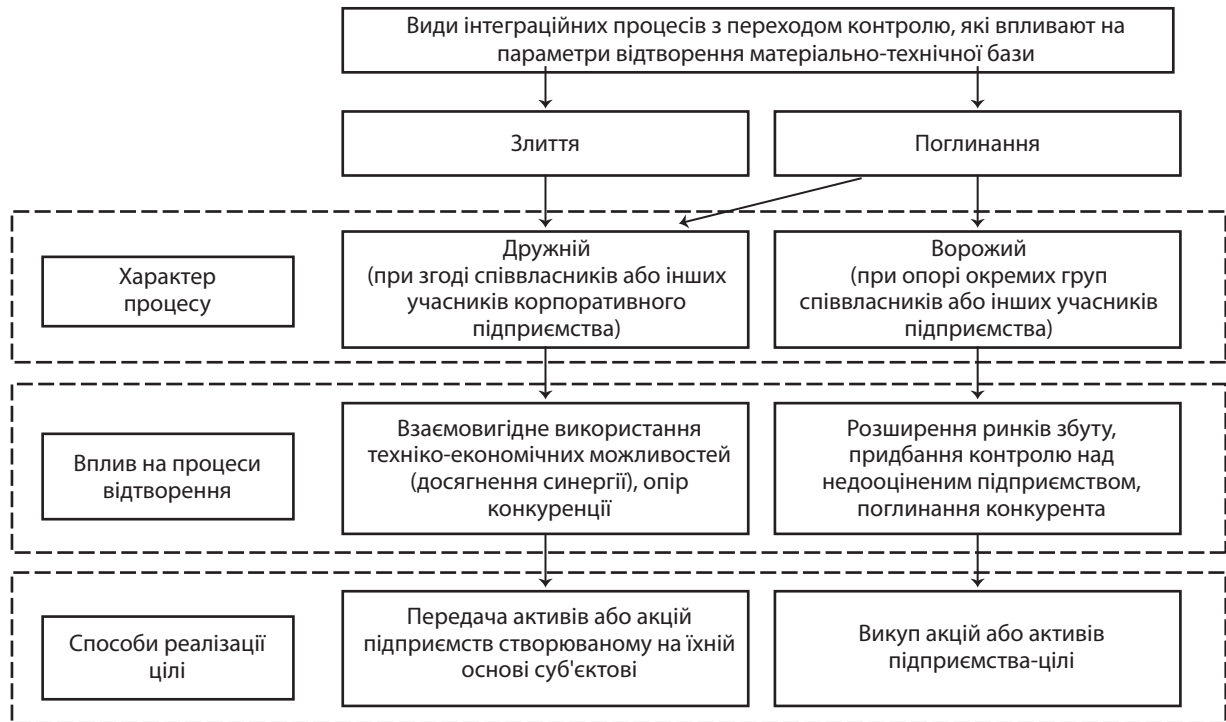 Види інтеграційних процесів з переходом контролю, які впливают на
параметри відтворення матеріально-технічної бази
Злиття
Поглинання
Характер
процесу
Дружній
(при згоді співвласників або інших
учасників корпоративного
підприємства)
Ворожий
(при опорі окремих груп
співвласників або інших учасників
підприємства)
Вплив на процеси
відтворення
Взаємовигідне використання
техніко-економічних можливостей
(досягнення синергії), опір
конкуренції
Розширення ринків збуту,
придбання контролю над
недооціненим підприємством,
поглинання конкурента
Способи реалізації
цілі
Передача активів або акцій
підприємств створюваному на їхній
основі суб'єктові
Викуп акцій або активів
підприємства-цілі